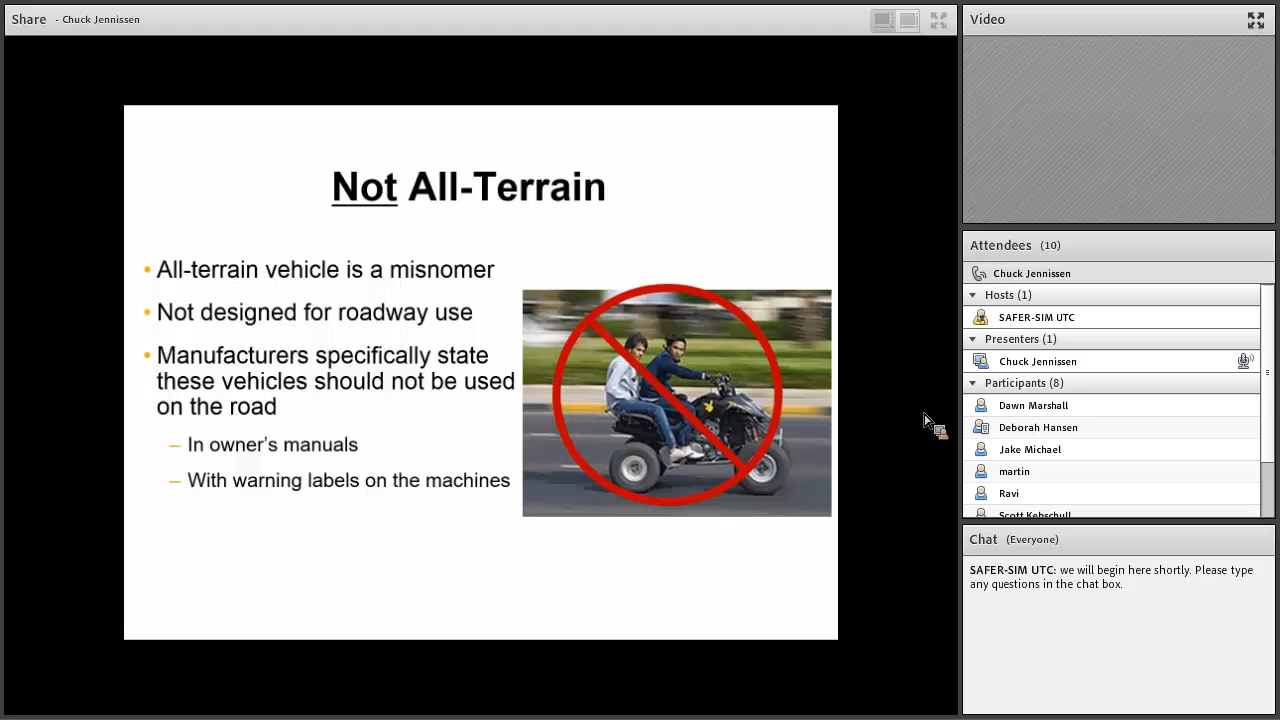 Share - Chuck Jennissen
Not All-Terrain
• All-terrain vehicle is a misnomer
• Not designed for roadway use
• Manufacturers specifically state
these vehicles should not be used
on the road
– In owner's manuals
– With warning labels on the machines
Video
Attendees (10)
Chuck Jennissen
Hosts (1)
SAFER-SIM UTC
Presenters (1)
Chuck Jennissen
Participants (8)
Dawn Marshall
Deborah Hansen
Jake Michael
martin
Ravi
Scott Kebschull
Chat (Everyone)
SAFER-SIM UTC: we will begin here shortly. Please type
any questions in the chat box.